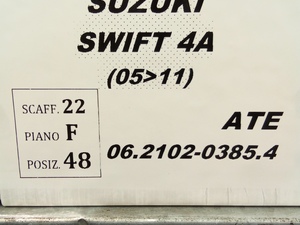 SUZUKI
SWIFT 4A
(05>11)
SCAFF. 22
PIANO F
POSIZ. 48
ATE
06.2102-0385.4